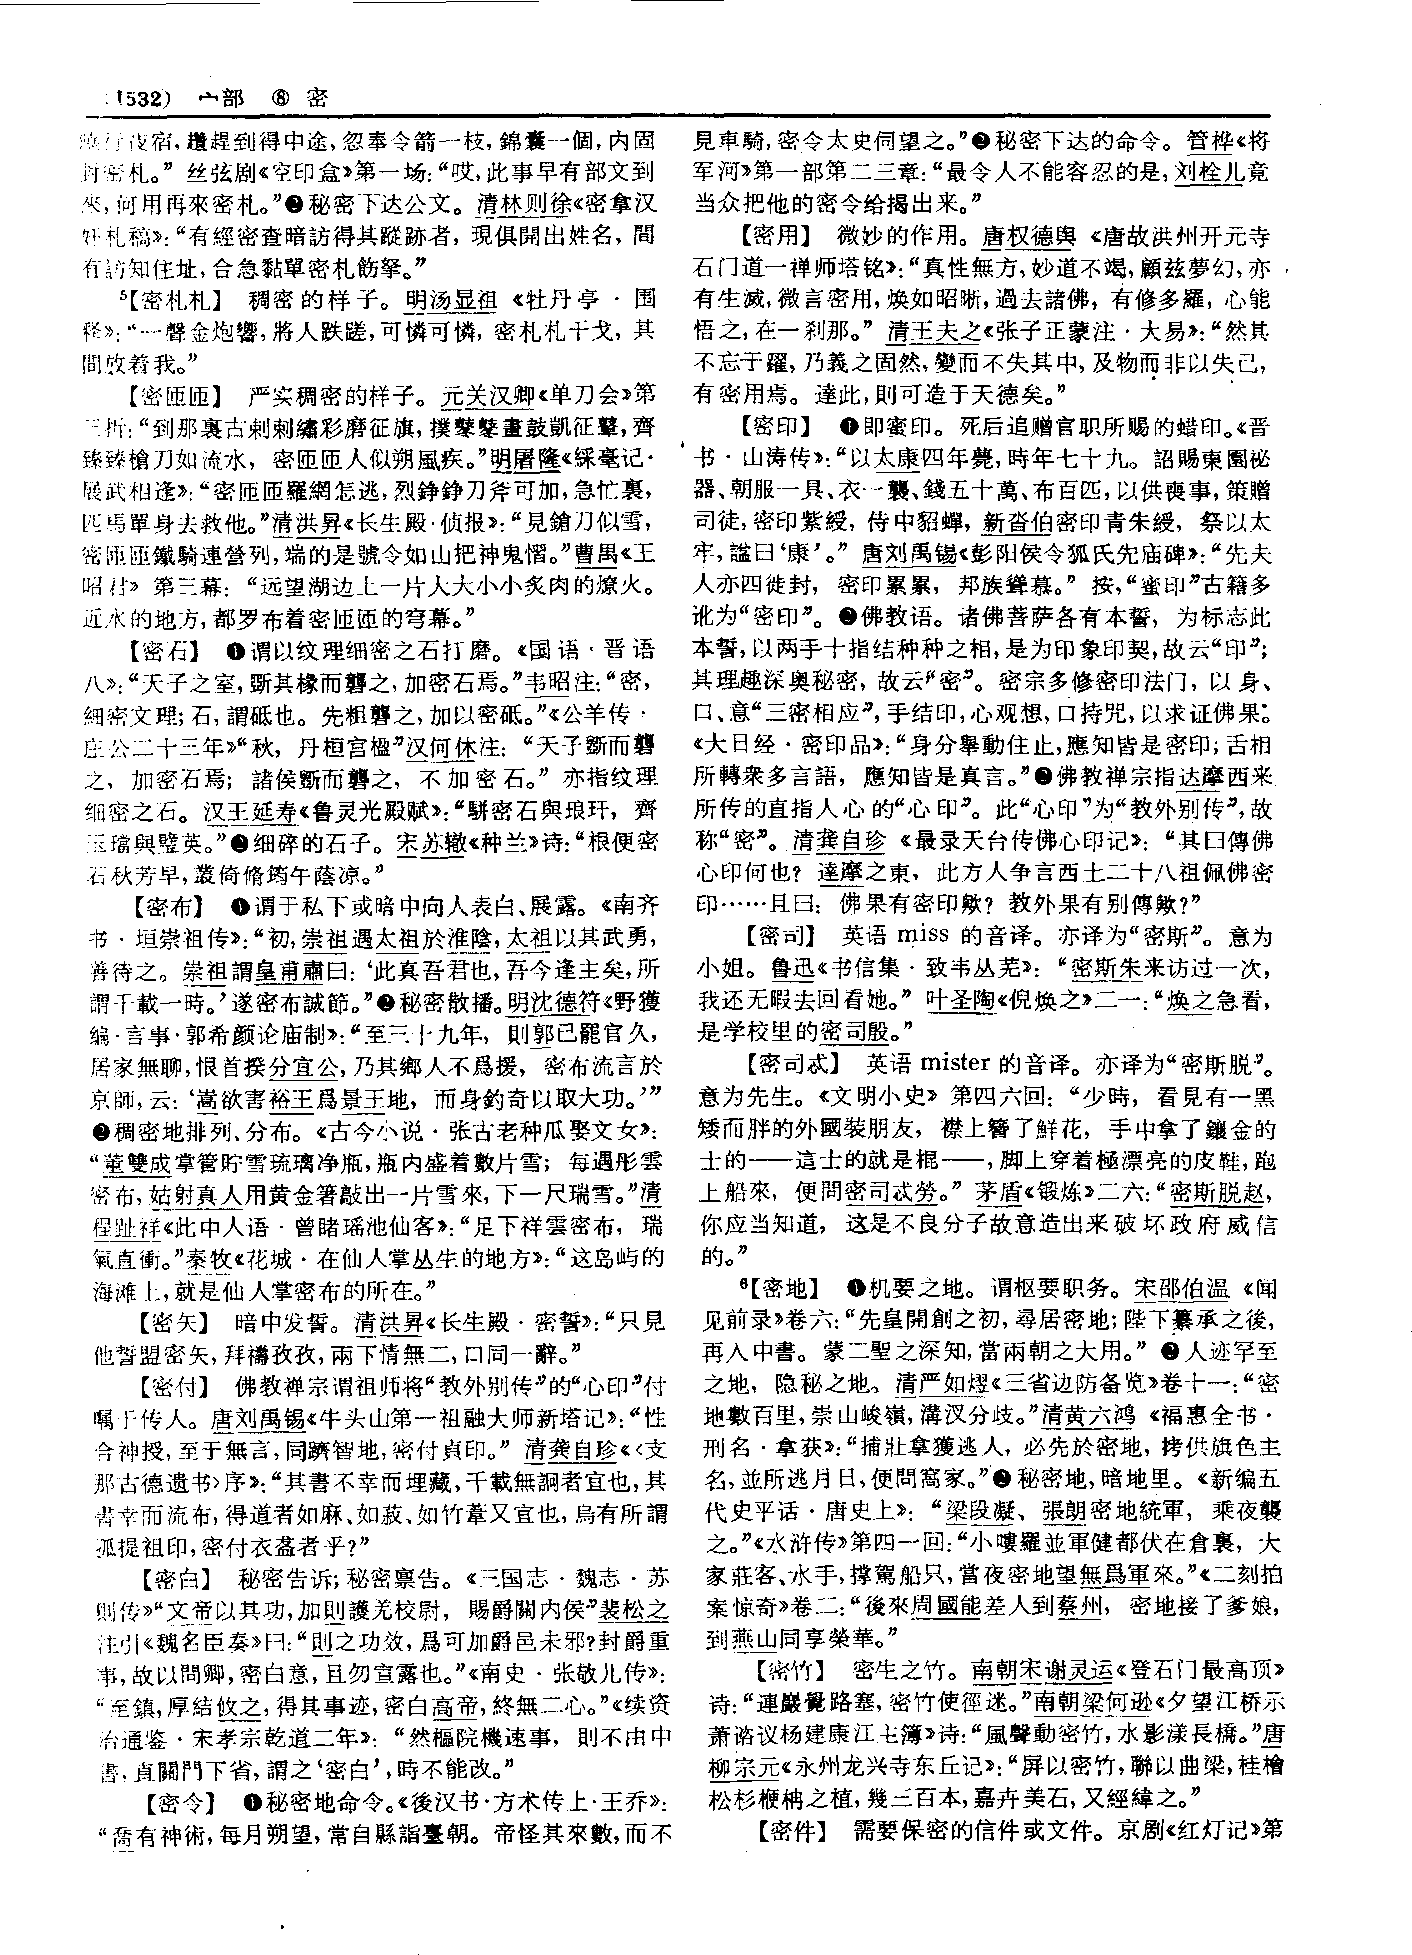 (1532) 宀部 ⑧ 密
夜宿，趲趕到得中途，忽奉令箭一枝，錦囊一個，内固
封密札。”丝弦剧《空印盒》第一场：“哎，此事早有部文到
來，何用再來密札。”❷秘密下达公文。清林则徐《密拿汉
奸札稿》：“有經密查暗訪得其蹤跡者，現俱開出姓名，間
有訪知住址，合急黏單密札飭拏。”
⁵【密札札】 稠密的样子。明汤显祖《牡丹亭·围
释》：“一聲金炮響，將人跌蹉，可憐可憐，密札札干戈，其
間放着我。”
【密匝匝】 严实稠密的样子。元关汉卿《单刀会》第
三折：“到那裏古剌剌繡彩磨征旗，撲鼕鼕畫鼓凱征鼙，齊
臻臻槍刀如流水，密匝匝人似朔風疾。”明屠隆《綵毫记·
展武相逢》：“密匝匝羅網怎逃，烈錚錚刀斧可加，急忙裏，
匹馬單身去救他。”清洪昇《长生殿·侦报》：“見鎗刀似雪，
密匝匝鐵騎連營列，端的是號令如山把神鬼慴。”曹禺《王
昭君》第三幕：“远望湖边上一片大大小小炙肉的燎火。
近水的地方，都罗布着密匝匝的穹幕。”
【密石】 ❶谓以纹理细密之石打磨。《国语·晋语
八》：“天子之室，斲其椽而礱之，加密石焉。”韦昭注：“密，
細密文理；石，謂砥也。先粗礱之，加以密砥。”《公羊传·
庄公二十三年》“秋，丹桓宫楹”汉何休注：“天子斲而礱
之，加密石焉；諸侯斲而礱之，不加密石。”亦指纹理
细密之石。汉王延寿《鲁灵光殿赋》：“駢密石與琅玕，齊
玉璫與璧英。”❷细碎的石子。宋苏辙《种兰》诗：“根便密
石秋芳早，叢倚脩筠午蔭凉。”
【密布】 ❶谓于私下或暗中向人表白、展露。《南齐
书·垣崇祖传》：“初，崇祖遇太祖於淮陰，太祖以其武勇，
善待之。崇祖謂皇甫肅曰：‘此真吾君也，吾今逢主矣，所
謂千載一時。’遂密布誠節。”❷秘密散播。明沈德符《野獲
编·言事·郭希颜论庙制》：“至三十九年，則郭已罷官久，
居家無聊，恨首揆分宜公，乃其鄉人不爲援，密布流言於
京師，云：‘嵩欲害裕王爲景王地，而身釣奇以取大功。’”
❸稠密地排列、分布。《古今小说·张古老种瓜娶文女》：
“董雙成掌管貯雪琉璃净瓶，瓶内盛着數片雪；每遇彤雲
密布，姑射真人用黄金箸敲出一片雪來，下一尺瑞雪。”清
程趾祥《此中人语·曾睹瑶池仙客》：“足下祥雲密布，瑞
氣直衝。”秦牧《花城·在仙人掌丛生的地方》：“这岛屿的
海滩上，就是仙人掌密布的所在。”
【密矢】 暗中发誓。清洪昇《长生殿·密誓》：“只見
他誓盟密矢，拜禱孜孜，兩下情無二，口同一辭。”
【密付】 佛教禅宗谓祖师将“教外别传”的“心印”付
嘱于传人。唐刘禹锡《牛头山第一祖融大师新塔记》：“性
合神授，至于無言，同躋智地，密付真印。”清龚自珍《〈支
那古德遗书〉序》：“其書不幸而埋藏，千載無詗者宜也，其
書幸而流布，得道者如麻、如菽、如竹葦又宜也，烏有所謂
孤提祖印，密付衣盋者乎？”
【密白】 秘密告诉；秘密禀告。《三国志·魏志·苏
则传》“文帝以其功，加則護羌校尉，賜爵關内侯”裴松之
注引《魏名臣奏》曰：“則之功效，爲可加爵邑未邪？封爵重
事，故以問卿，密白意，且勿宣露也。”《南史·张敬儿传》：
“至鎮，厚結攸之，得其事迹，密白高帝，終無二心。”《续资
治通鉴·宋孝宗乾道二年》：“然樞院機速事，則不由中
書，直關門下省，謂之‘密白’，時不能改。”
【密令】 ❶秘密地命令。《後汉书·方术传上·王乔》：
“喬有神術，每月朔望，常自縣詣臺朝。帝怪其來數，而不
見車騎，密令太史伺望之。”❷秘密下达的命令。管桦《将
军河》第一部第二三章：“最令人不能容忍的是，刘栓儿竟
当众把他的密令给揭出来。”
【密用】 微妙的作用。唐权德舆《唐故洪州开元寺
石门道一禅师塔铭》：“真性無方，妙道不竭，顧兹夢幻，亦
有生滅，微言密用，焕如昭晰，過去諸佛，有修多羅，心能
悟之，在一刹那。”清王夫之《张子正蒙注·大易》：“然其
不忘于躍，乃義之固然，變而不失其中，及物而非以失己，
有密用焉。達此，則可造于天德矣。”
【密印】 ❶即蜜印。死后追赠官职所赐的蜡印。《晋
书·山涛传》：“以太康四年薨，時年七十九。詔賜東園祕
器、朝服一具、衣一襲、錢五十萬、布百匹，以供喪事，策贈
司徒，密印紫綬，侍中貂蟬，新沓伯密印青朱綬，祭以太
牢，諡曰‘康’。”唐刘禹锡《彭阳侯令狐氏先庙碑》：“先夫
人亦四徙封，密印累累，邦族聳慕。”按，“蜜印”古籍多
讹为“密印”。❷佛教语。诸佛菩萨各有本誓，为标志此
本誓，以两手十指结种种之相，是为印象印契，故云“印”；
其理趣深奥秘密，故云“密”。密宗多修密印法门，以身、
口、意“三密相应”，手结印，心观想，口持咒，以求证佛果。
《大日经·密印品》：“身分舉動住止，應知皆是密印；舌相
所轉衆多言語，應知皆是真言。”❸佛教禅宗指达摩西来
所传的直指人心的“心印”。此“心印”为“教外别传”，故
称“密”。清龚自珍《最录天台传佛心印记》：“其曰傳佛
心印何也？達摩之東，此方人争言西土二十八祖佩佛密
印……且曰：佛果有密印歟？教外果有别傳歟？”
【密司】 英语 miss 的音译。亦译为“密斯”。意为
小姐。鲁迅《书信集·致韦丛芜》：“密斯朱来访过一次，
我还无暇去回看她。”叶圣陶《倪焕之》二一：“焕之急看，
是学校里的密司殷。”
【密司忒】 英语 mister 的音译。亦译为“密斯脱”。
意为先生。《文明小史》第四六回：“少時，看見有一黑
矮而胖的外國裝朋友，襟上簪了鮮花，手中拿了鑲金的
士的——這士的就是棍——，脚上穿着極漂亮的皮鞋，跑
上船來，便問密司忒勞。”茅盾《锻炼》二六：“密斯脱赵，
你应当知道，这是不良分子故意造出来破坏政府威信
的。”
⁶【密地】 ❶机要之地。谓枢要职务。宋邵伯温《闻
见前录》卷六：“先皇開創之初，尋居密地；陛下纂承之後，
再入中書。蒙二聖之深知，當兩朝之大用。”❷人迹罕至
之地，隐秘之地。清严如熤《三省边防备览》卷十一：“密
地數百里，崇山峻嶺，溝汊分歧。”清黄六鸿《福惠全书·
刑名·拿获》：“捕壯拿獲逃人，必先於密地，拷供旗色主
名，並所逃月日，便問窩家。”❸秘密地，暗地里。《新编五
代史平话·唐史上》：“梁段凝、張朗密地統軍，乘夜襲
之。”《水浒传》第四一回：“小嘍羅並軍健都伏在倉裏，大
家莊客、水手，撑駕船只，當夜密地望無爲軍來。”《二刻拍
案惊奇》卷二：“後來周國能差人到蔡州，密地接了爹娘，
到燕山同享榮華。”
【密竹】 密生之竹。南朝宋谢灵运《登石门最高顶》
诗：“連巖覺路塞，密竹使徑迷。”南朝梁何逊《夕望江桥示
萧谘议杨建康江主簿》诗：“風聲動密竹，水影漾長橋。”唐
柳宗元《永州龙兴寺东丘记》：“屏以密竹，聯以曲梁，桂檜
松杉楩柟之植，幾三百本，嘉卉美石，又經緯之。”
【密件】 需要保密的信件或文件。京剧《红灯记》第